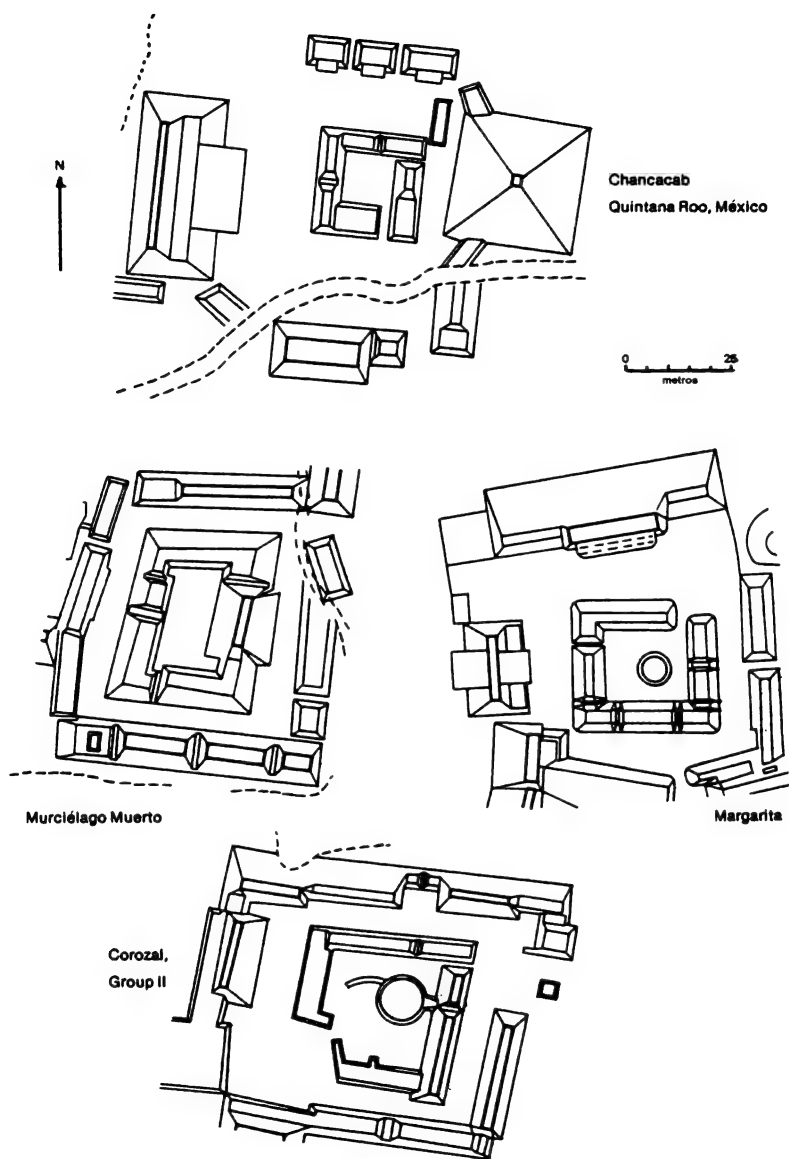 N
Chancacab
Quintana Roo, México
0 25
metros
Murciélago Muerto
Margarita
Corozal,
Group II